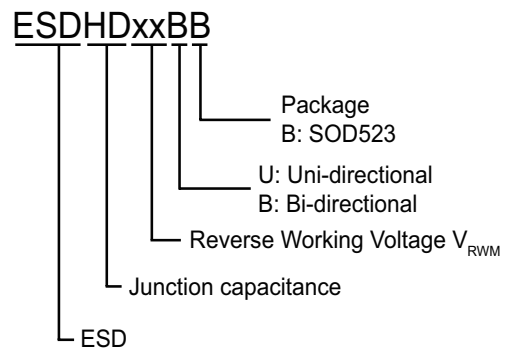 ESDHDxxBB
Package
B: SOD523
U: Uni-directional
B: Bi-directional
Reverse Working Voltage VRWM
Junction capacitance
ESD